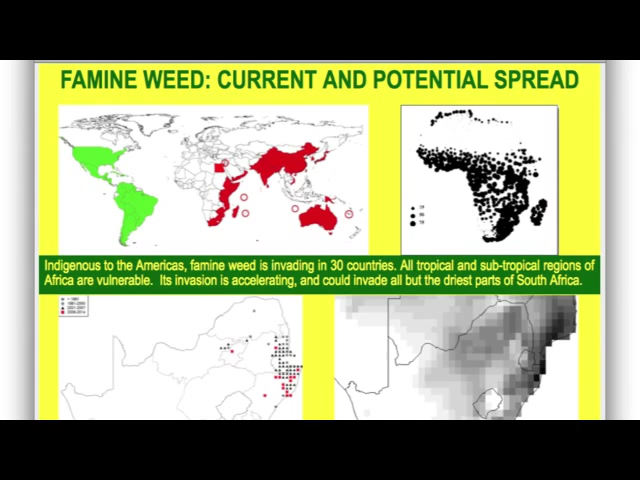 FAMINE WEED: CURRENT AND POTENTIAL SPREAD
Indigenous to the Americas, famine weed is invading in 30 countries. All tropical and sub-tropical regions of
Africa are vulnerable. Its invasion is accelerating, and could invade all but the driest parts of South Africa.